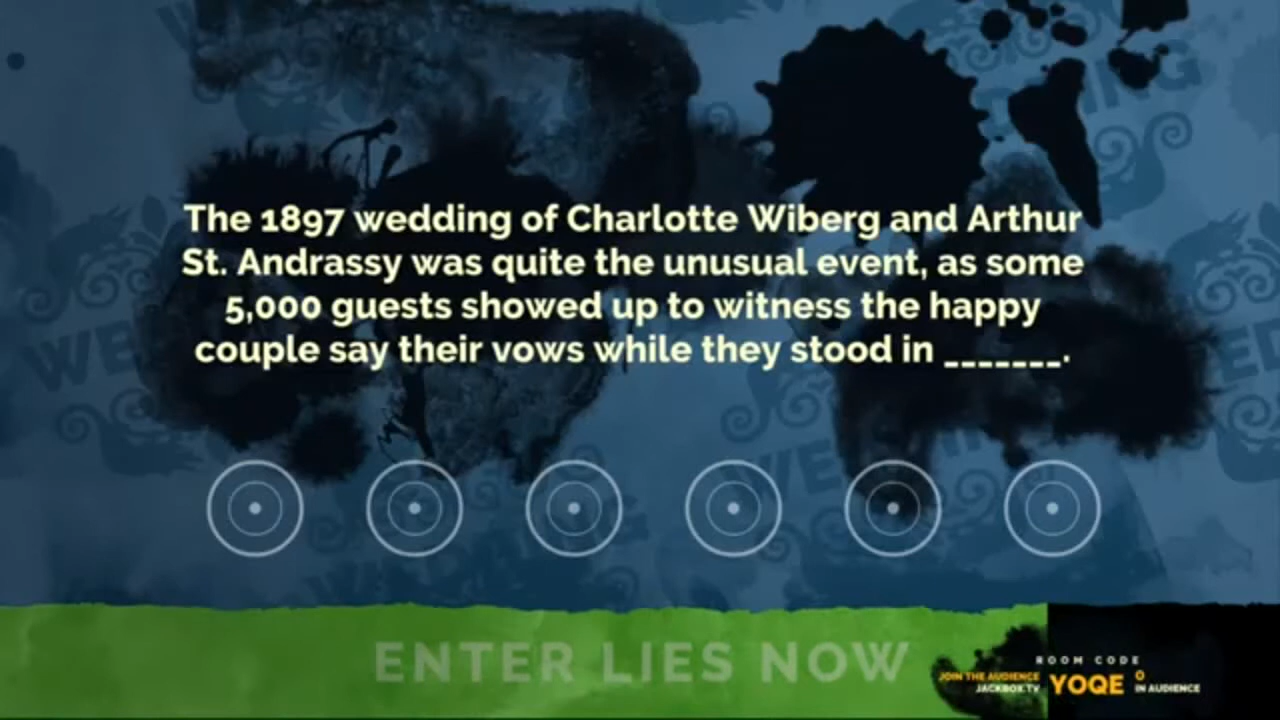 The 1897 wedding of Charlotte Wiberg and Arthur
St. Andrassy was quite the unusual event, as some
5,000 guests showed up to witness the happy
couple say their vows while they stood in _______.
ENTER LIES NOW
ROOM CODE
JOIN THE AUDIENCE
JACKBOX.TV
YOQE
0
IN AUDIENCE